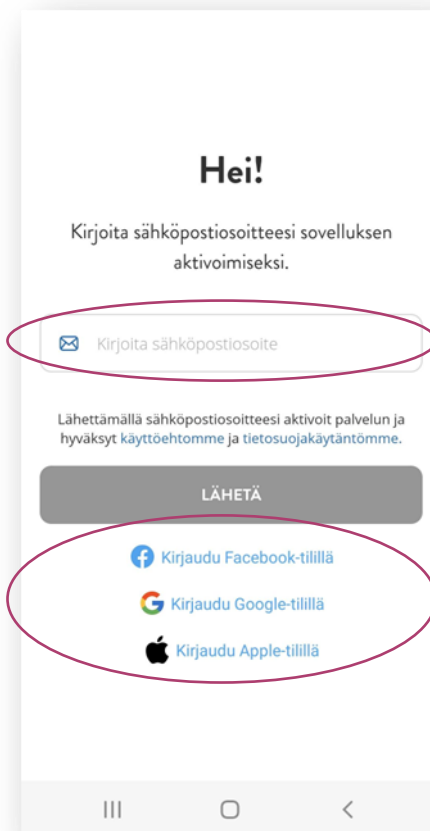 Hei!
Kirjoita sähköpostiosoitteesi sovelluksen
aktivoimiseksi.
Kirjoita sähköpostiosoite
Lähettämällä sähköpostiosoitteesi aktivoit palvelun ja
hyväksyt käyttöehtomme ja tietosuojakäytäntömme.
LÄHETÄ
Kirjaudu Facebook-tilillä
Kirjaudu Google-tilillä
Kirjaudu Apple-tilillä